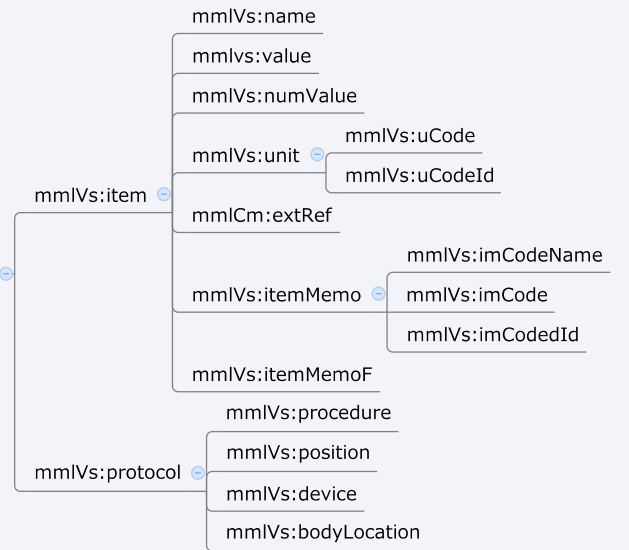 mmlVs:name
mmlvs:value
mmlVs:numValue
mmlVs:uCode
mmlVs:unit
mmlVs:uCodeId
mmlVs:item
mmlCm:extRef
mmlVs:imCodeName
mmlVs:itemMemo
mmlVs:imCode
mmlVs:imCodedId
mmlVs:itemMemoF
mmlVs:procedure
mmlVs:position
mmlVs:protocol
mmlVs:device
mmlVs:bodyLocation